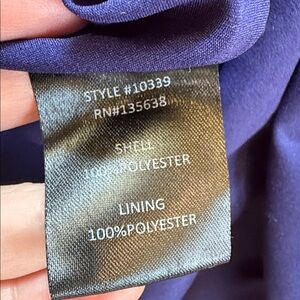 STYLE #10339
RN#135638
SHELL
100%POLYESTER
LINING
100%POLYESTER